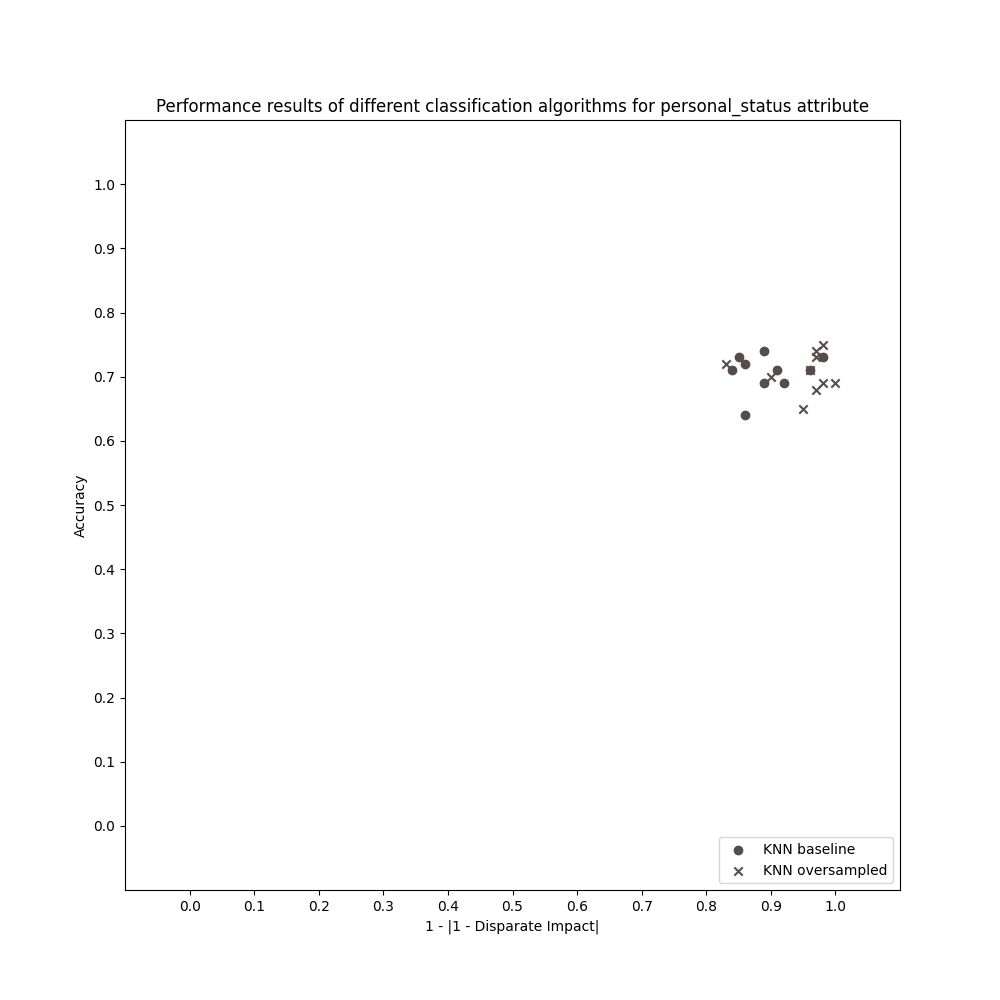 Performance results of different classification algorithms for personal_status attribute
1.0
0.9
0.8
0.7
0.6
0.5
0.4
0.3
0.2
0.1
0.0
Accuracy
KNN baseline
KNN oversampled
0.0 0.1 0.2 0.3 0.4 0.5 0.6 0.7 0.8 0.9 1.0
1 - |1 - Disparate Impact|